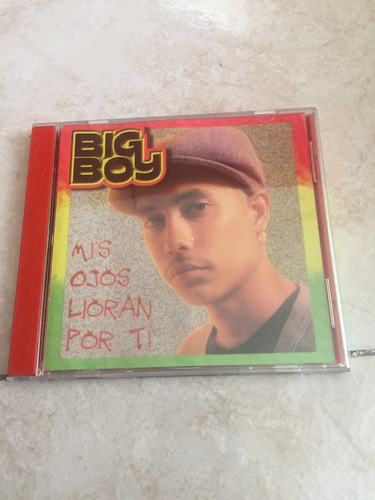 BIG
BOY
MIS
OJOS
LLORAN
POR TI